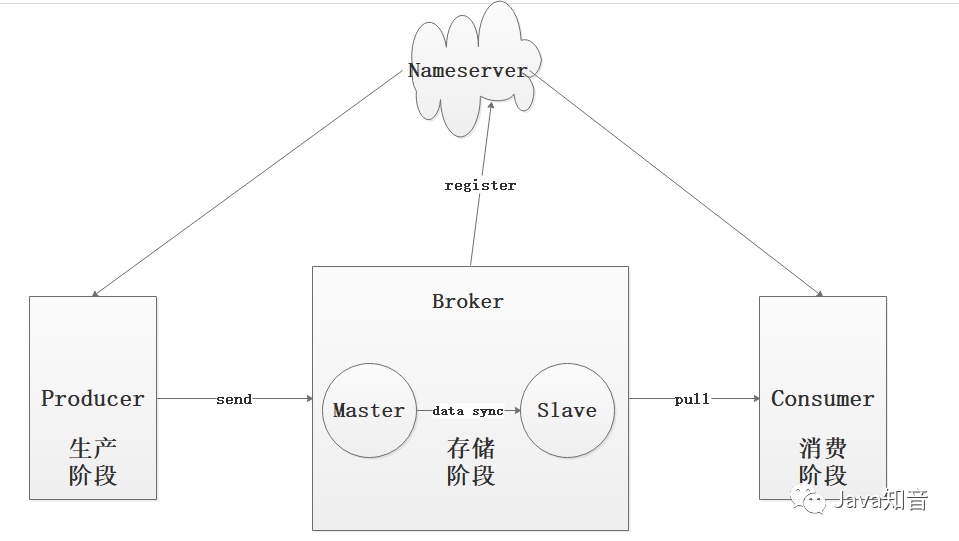 Nameserver
register
Broker
Producer
send
Master
data sync
Slave
pull
Consumer
生产
阶段
存储
阶段
消费
阶段
Java知音